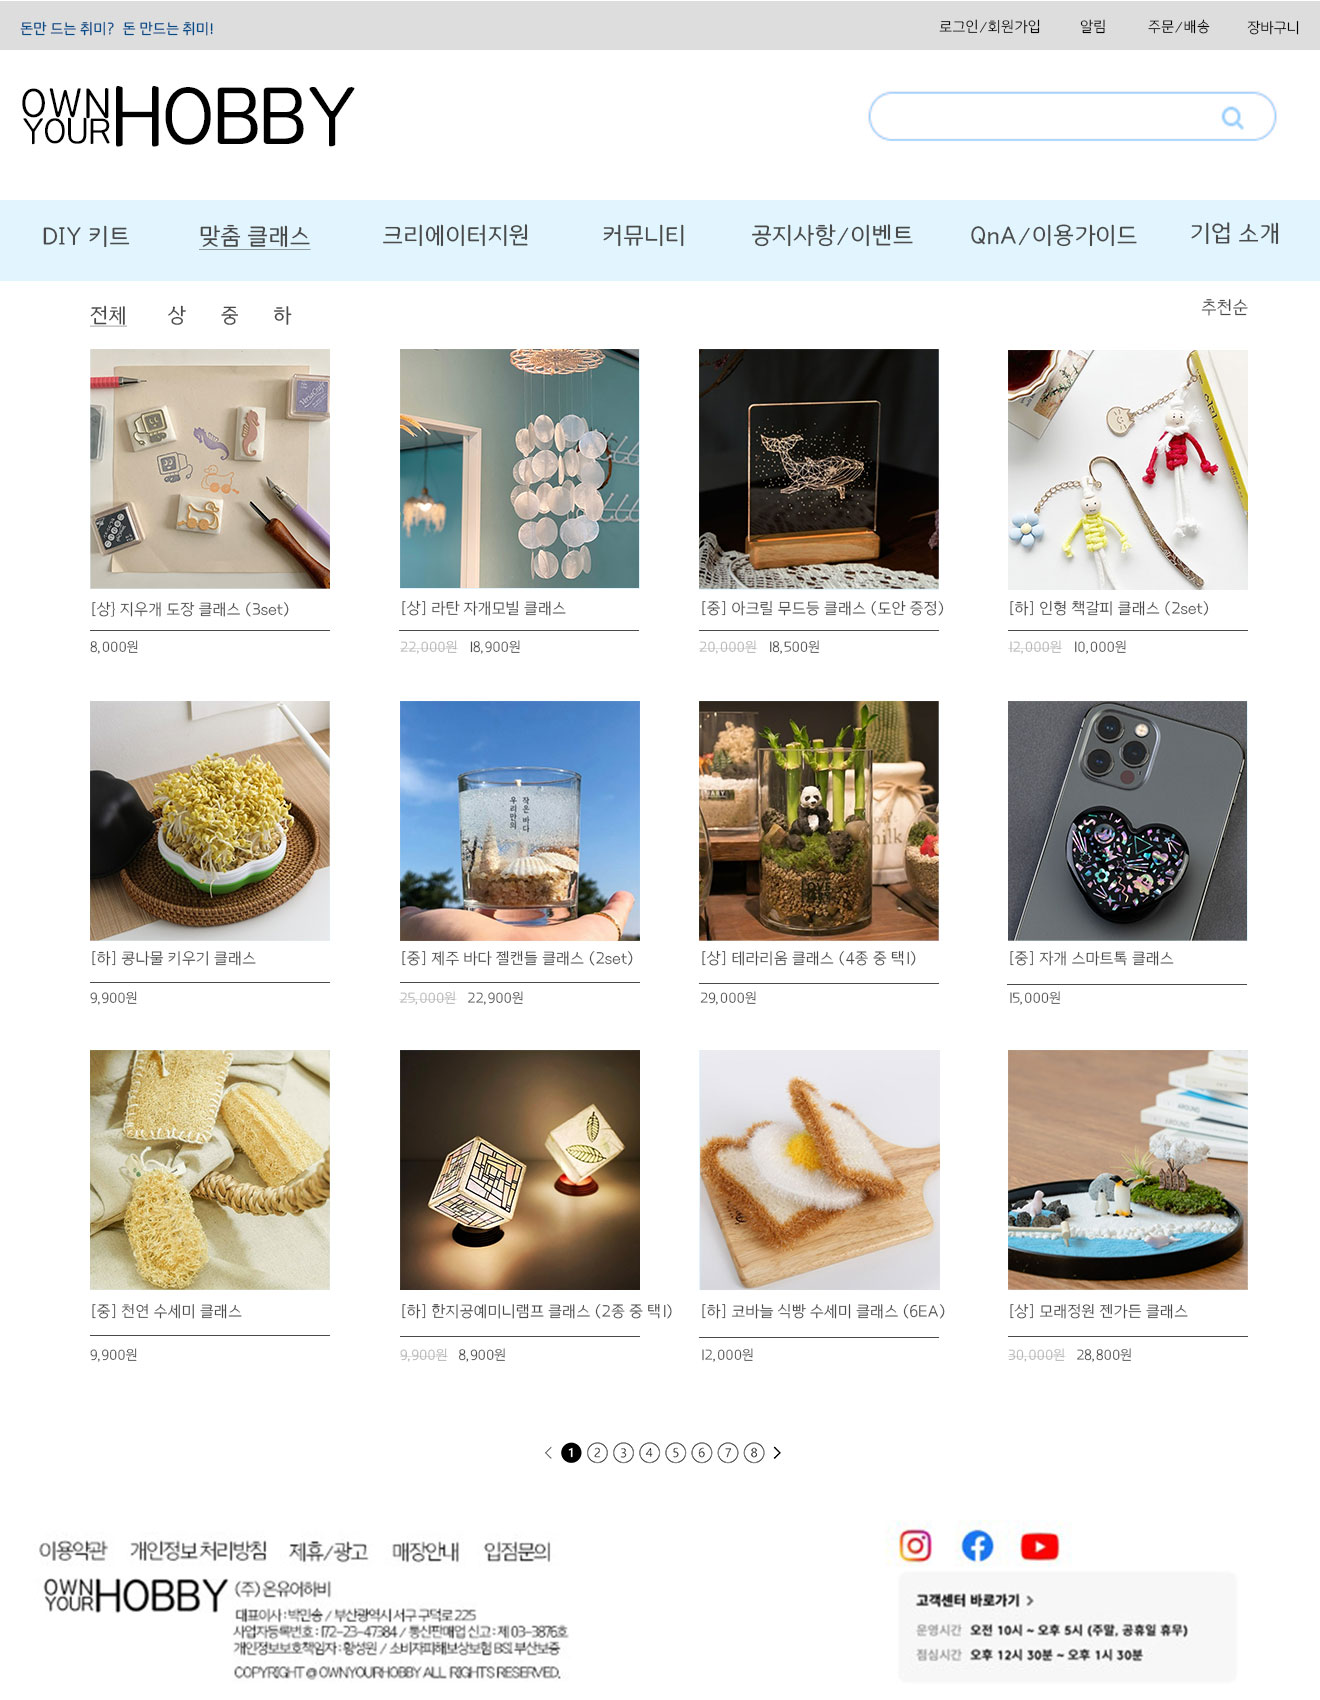 돈만 드는 취미? 돈 만드는 취미!
로그인/회원가입 알림 주문/배송 장바구니
OWN YOUR HOBBY
DIY 키트 맞춤 클래스 크리에이터지원 커뮤니티 공지사항/이벤트 QnA/이용가이드 기업 소개
전체 상 중 하
추천순
[상} 지우개 도장 클래스 (3set)
8,000원
[상] 라탄 자개모빌 클래스
22,000원 18,900원
[중] 아크릴 무드등 클래스 (도안 증정)
20,000원 18,500원
[하] 인형 책갈피 클래스 (2set)
12,000원 10,000원
작은 바다
우리만의
[하] 콩나물 키우기 클래스
9,900원
[중] 제주 바다 젤캔들 클래스 (2set)
25,000원 22,900원
[상] 테라리움 클래스 (4종 중 택1)
29,000원
[중] 자개 스마트톡 클래스
15,000원
AROUND
[중] 천연 수세미 클래스
9,900원
[하] 한지공예미니램프 클래스 (2종 중 택1)
9,900원 8,900원
[하] 코바늘 식빵 수세미 클래스 (6EA)
12,000원
[상] 모래정원 젠가든 클래스
30,000원 28,800원
< 1 2 3 4 5 6 7 8 >
이용약관 개인정보 처리방침 제휴/광고 매장안내 입점문의
OWN YOUR HOBBY (주) 온유어하비
대표이사 : 박민송 / 부산광역시 서구 구덕로 225
사업자등록번호 : 172-23-47384 / 통신판매업 신고 : 제 03-3876호
개인정보보호책임자 : 황성원 / 소비자피해보상보험 BSI 부산보증
COPYRIGHT @ OWNYOURHOBBY ALL RIGHTS RESERVED.
고객센터 바로가기 >
운영시간 오전 10시 ~ 오후 5시 (주말, 공휴일 휴무)
점심시간 오후 12시 30분 ~ 오후 1시 30분